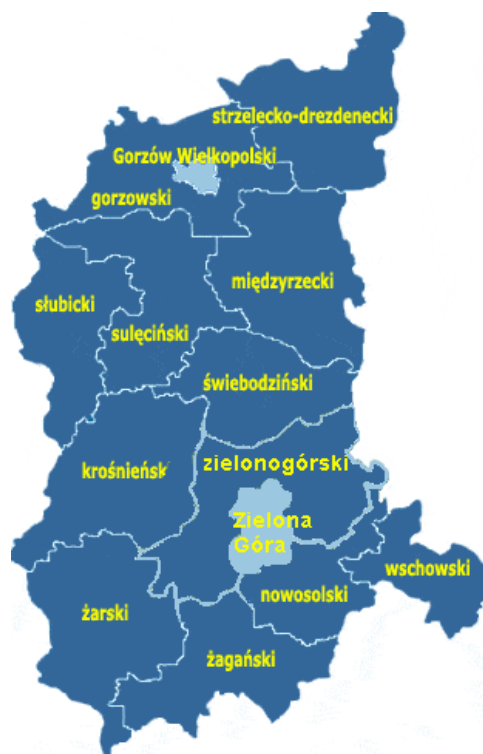 strzelecko-drezdenecki
Gorzów Wielkopolski
gorzowski
międzyrzecki
słubicki
sulęciński
świebodziński
zielonogórski
krośnieńsk
Zielona
Góra
wschowski
nowosolski
żarski
żagański